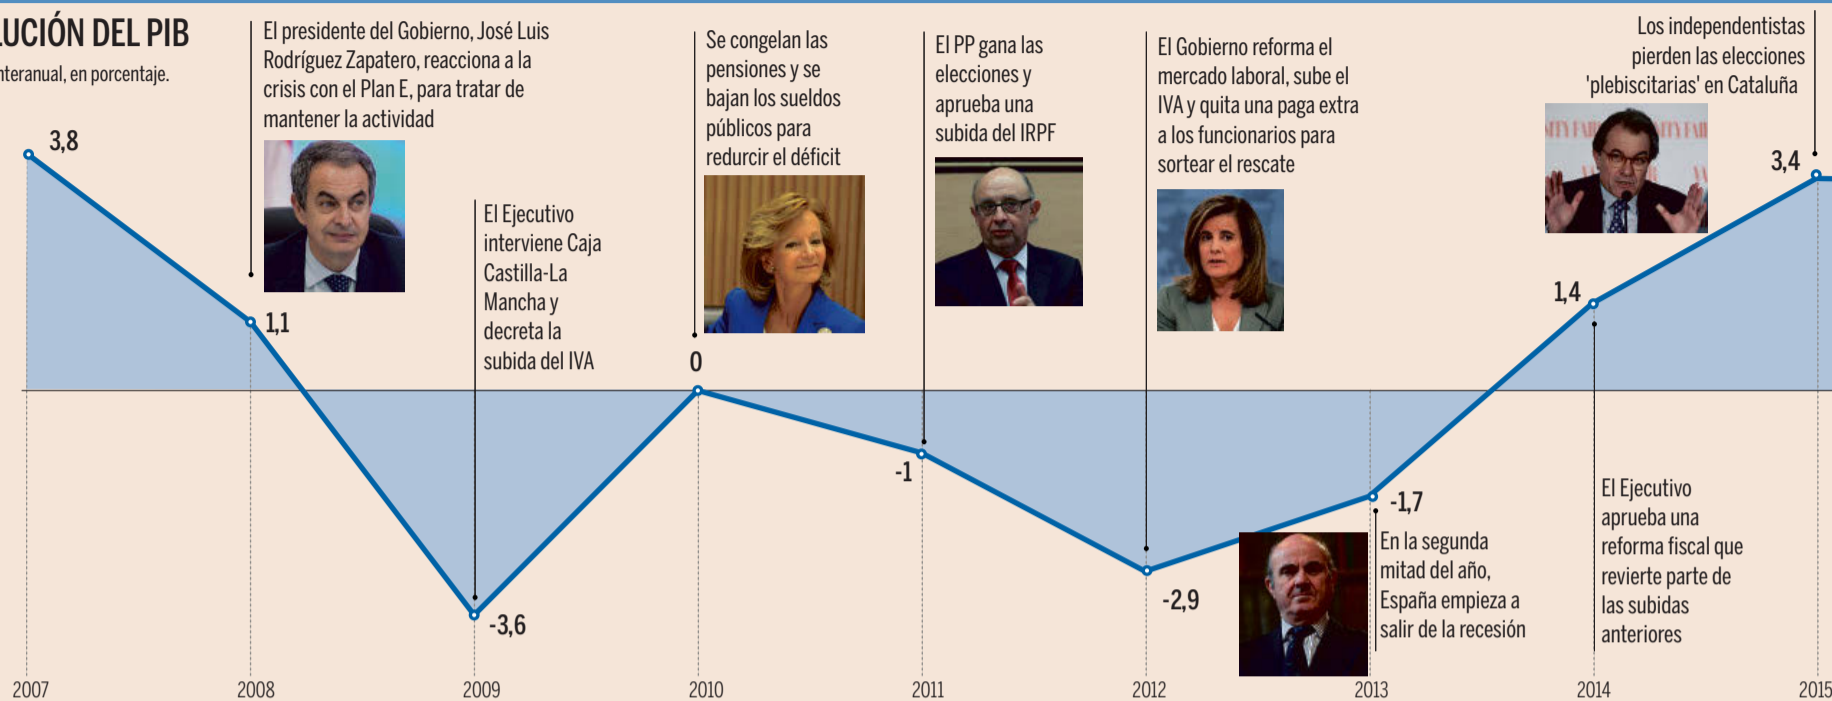 LUCIÓN DEL PIB
nteranual, en porcentaje.
El presidente del Gobierno, José Luis
Rodríguez Zapatero, reacciona a la
crisis con el Plan E, para tratar de
mantener la actividad
El Ejecutivo
interviene Caja
Castilla-La
Mancha y
decreta la
subida del IVA
Se congelan las
pensiones y se
bajan los sueldos
públicos para
redurcir el déficit
El PP gana las
elecciones y
aprueba una
subida del IRPF
El Gobierno reforma el
mercado laboral, sube el
IVA y quita una paga extra
a los funcionarios para
sortear el rescate
Los independentistas
pierden las elecciones
'plebiscitarias' en Cataluña
En la segunda
mitad del año,
España empieza a
salir de la recesión
El Ejecutivo
aprueba una
reforma fiscal que
revierte parte de
las subidas
anteriores
3,8
1,1
-3,6
0
-1
-2,9
-1,7
1,4
3,4
2007
2008
2009
2010
2011
2012
2013
2014
2015